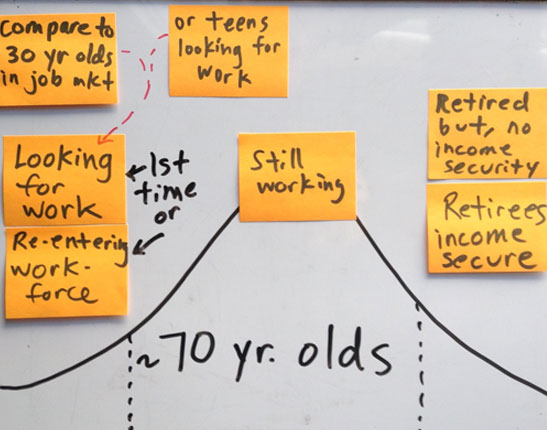 Compare to
30 yr olds
in job mkt
or teens
looking for
work
Looking
for
work
1st
time
or
Re-entering
work-
force
Still
working
Retired
but, no
income
security
Retirees
income
secure
~70 yr. olds